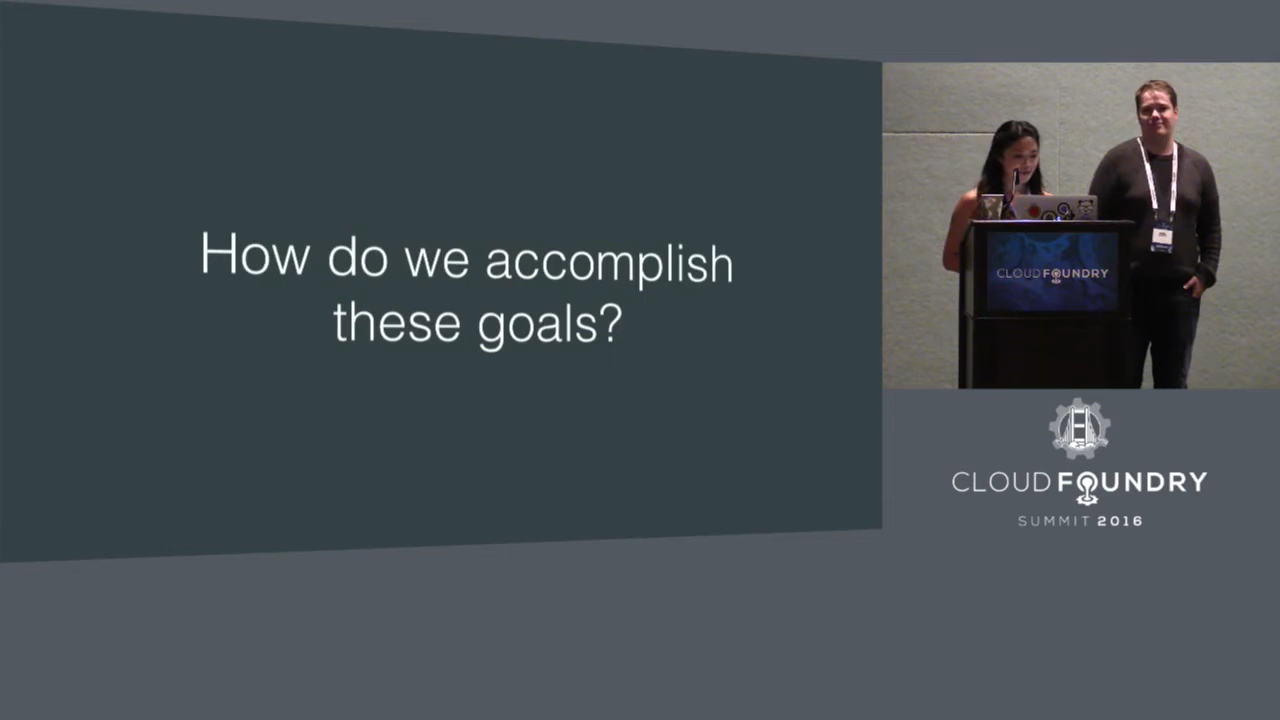 How do we accomplish
these goals?
CLOUD FOUNDRY
CLOUD FOUNDRY
SUMMIT 2016